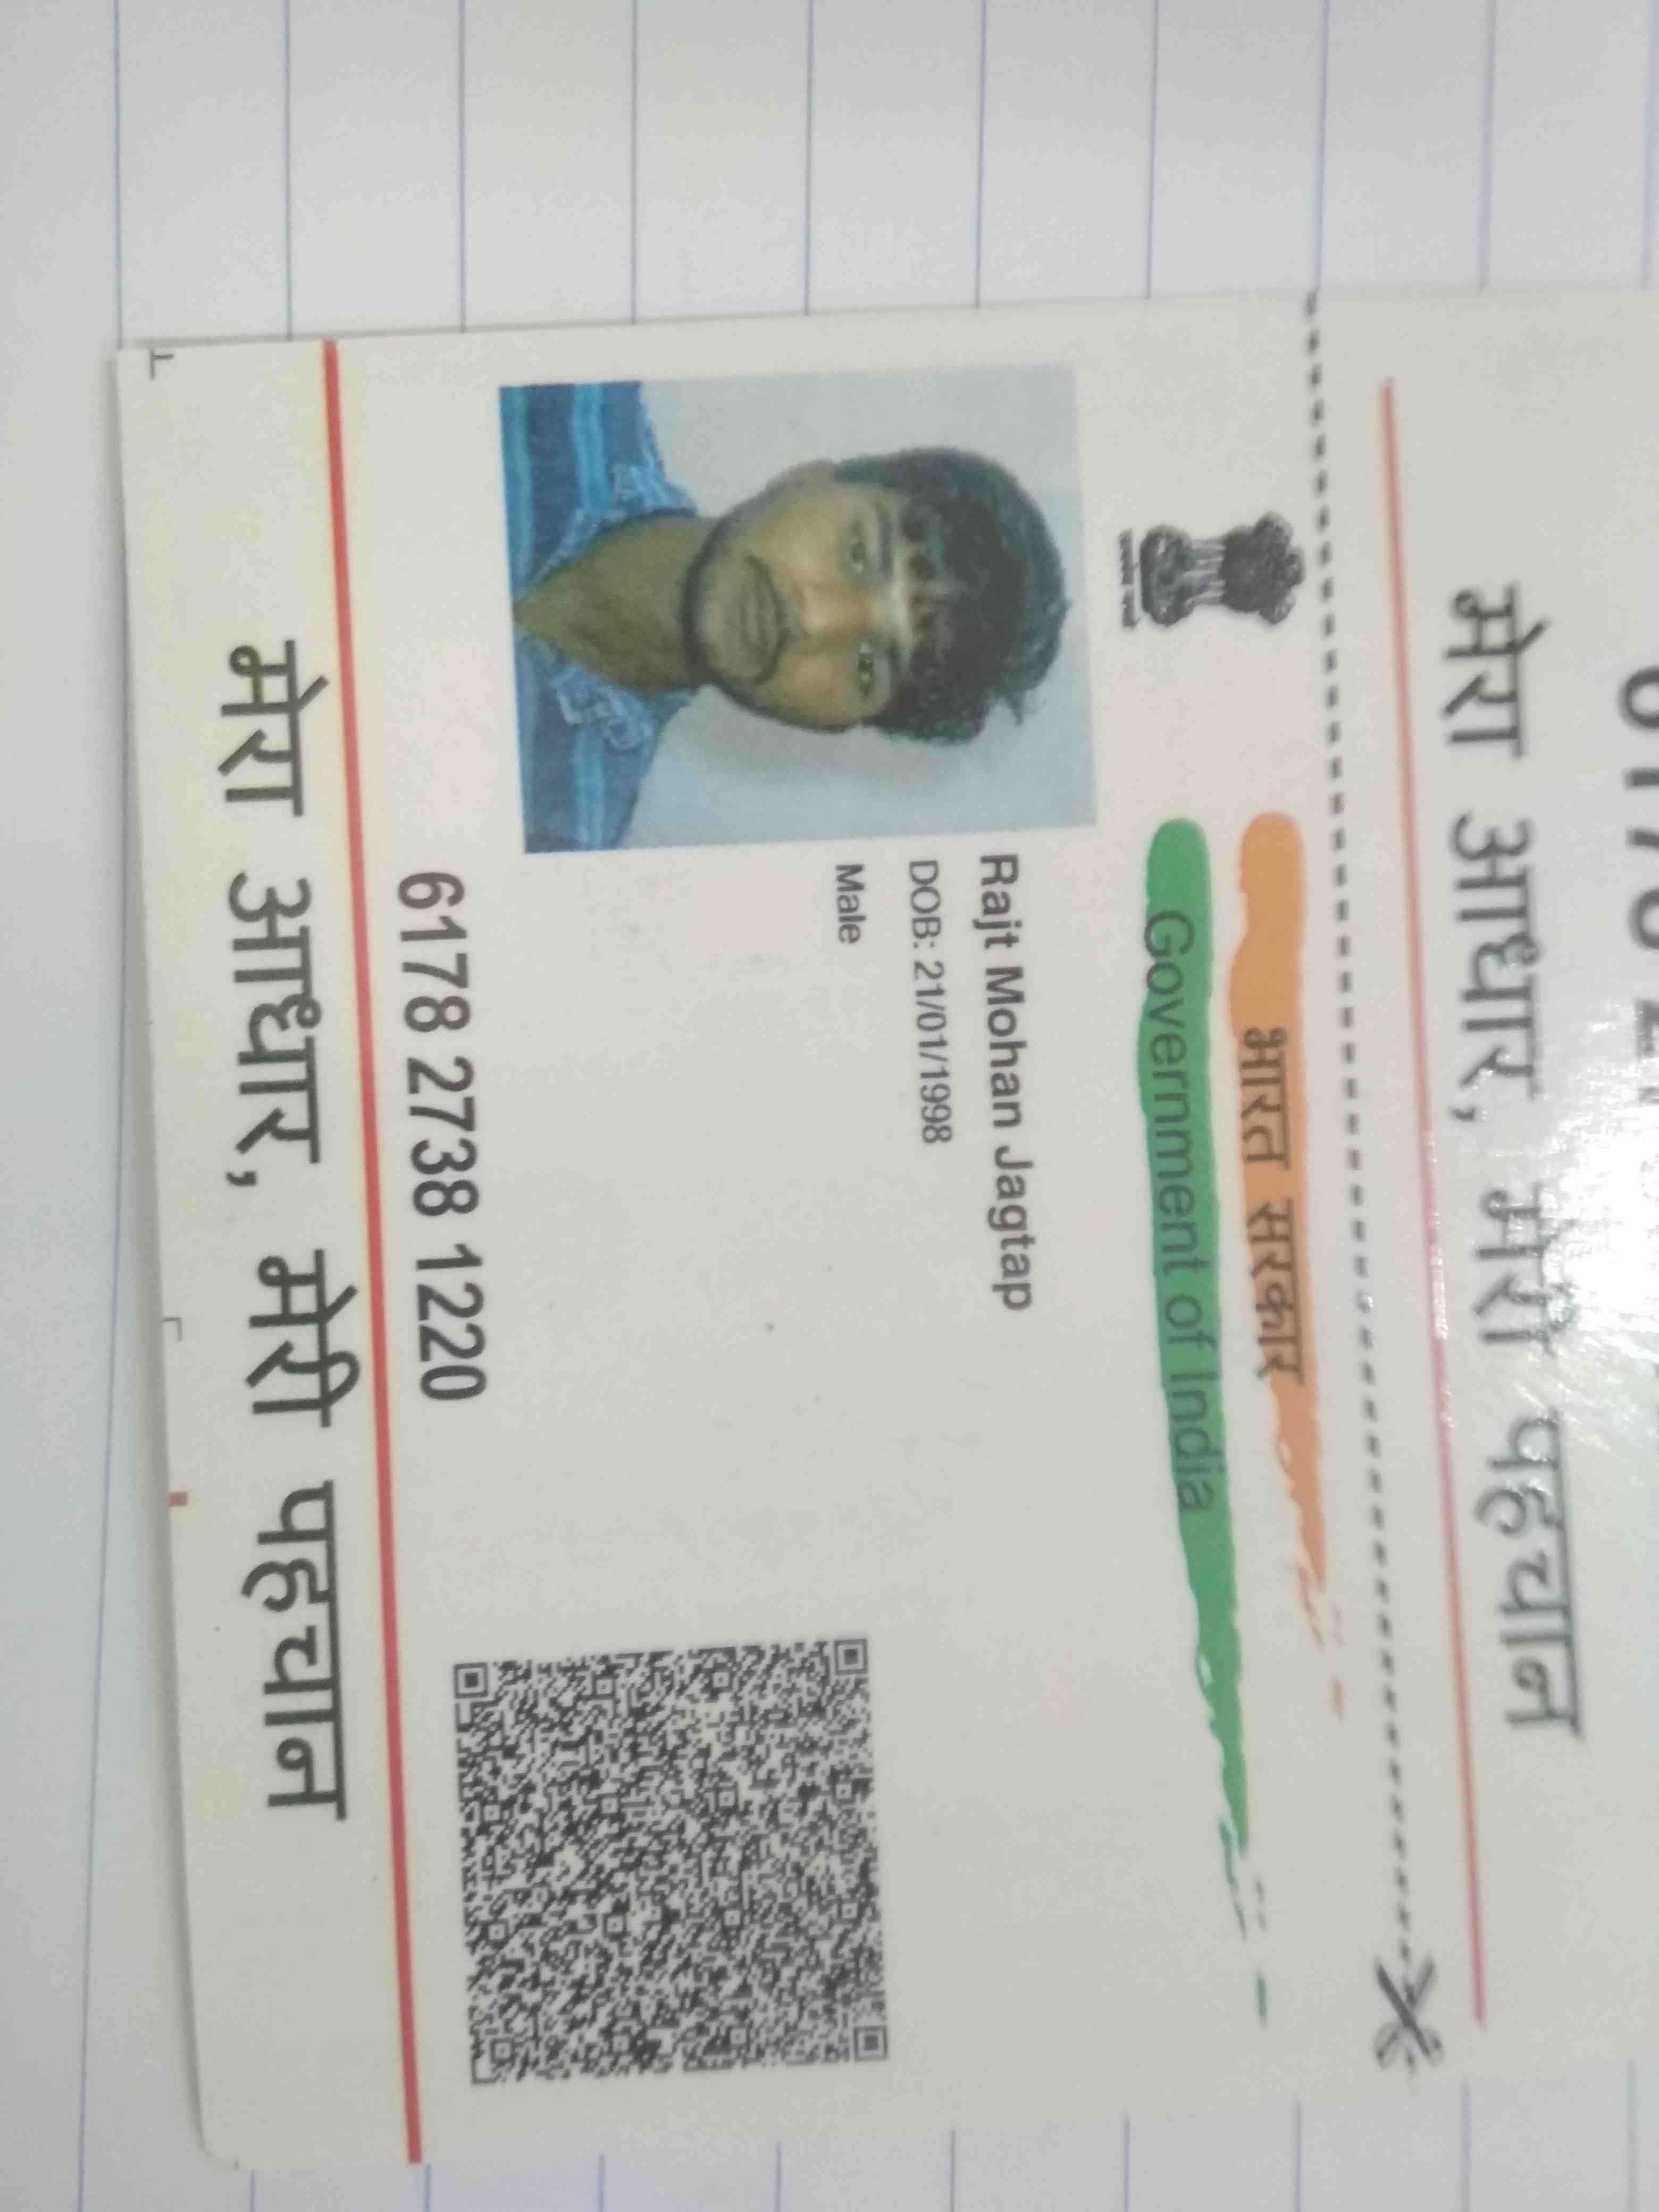 मेरा आधार, मेरी पहचान
भारत सरकार
Government of India
Rajt Mohan Jagtap
DOB: 21/01/1998
Male
6178 2738 1220
मेरा आधार, मेरी पहचान